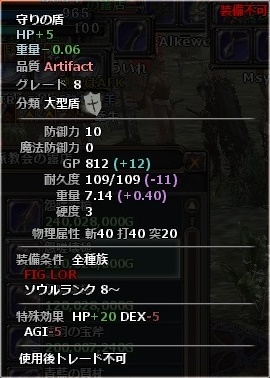 装備不可
守りの盾
HP+5
重量-0.06
品質 Artifact
グレード 8
分類 大型盾
防御力 10
魔法防御力 0
GP 812 (+12)
耐久度 109/109 (-11)
重量 7.14 (+0.40)
硬度 3
物理属性 斬40 打40 突20
装備条件 全種族
FIG-LOR
ソウルランク 8～
特殊効果 HP+20 DEX-5
AGI-5
使用後トレード不可